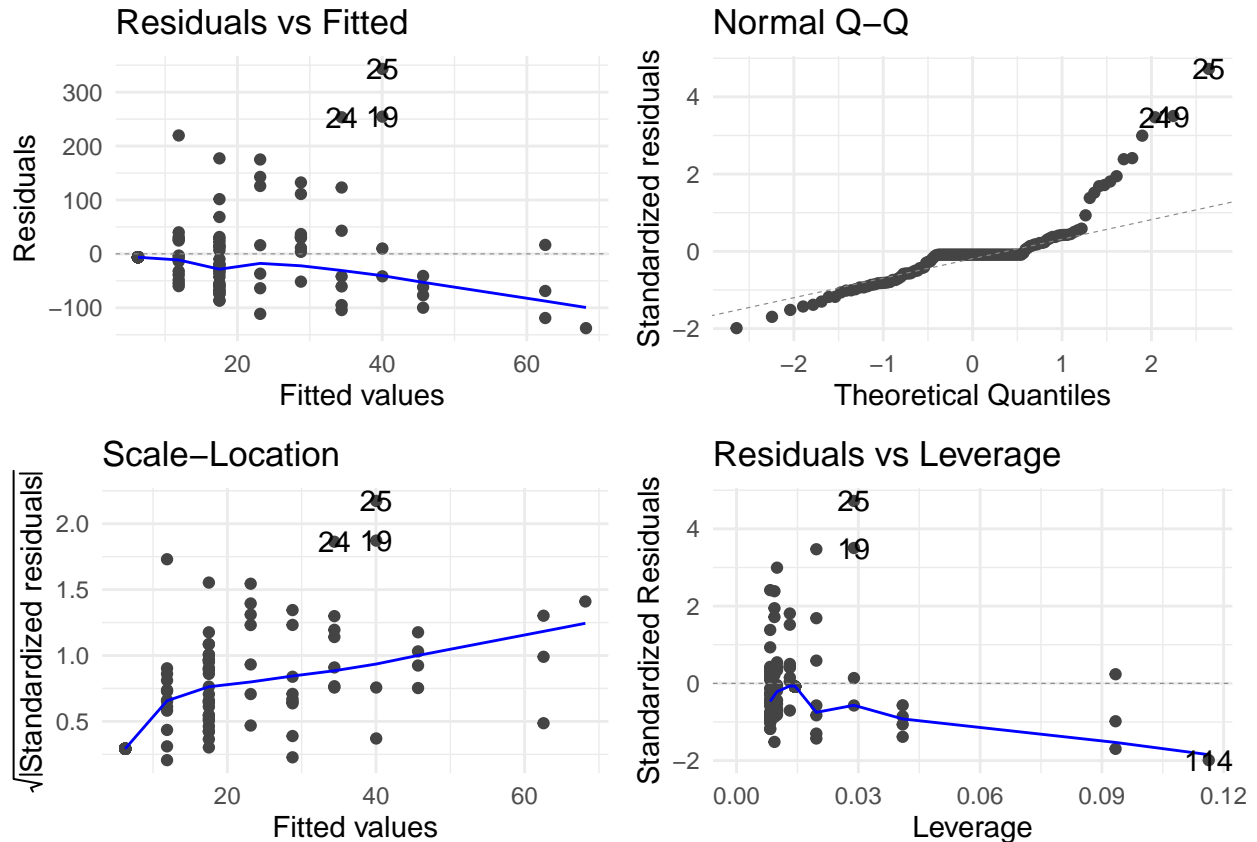 Residuals vs Fitted
Residuals
300
200
100
0
−100
25
24 19
20 40 60
Fitted values
Normal Q−Q
Standardized residuals
4
2
0
−2
25
24 19
−2 −1 0 1 2
Theoretical Quantiles
Scale−Location
√|Standardized residuals|
2.0
1.5
1.0
0.5
25
24 19
20 40 60
Fitted values
Residuals vs Leverage
Standardized Residuals
4
2
0
−2
25
19
114
0.00 0.03 0.06 0.09 0.12
Leverage